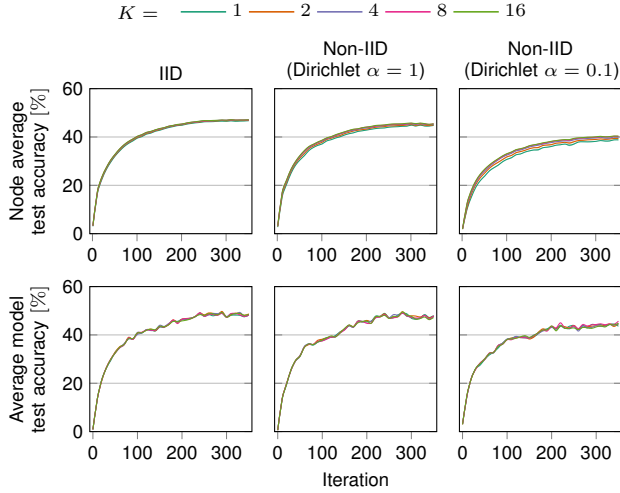 K = 1 2 4 8 16
IID
Non-IID
(Dirichlet α = 1)
Non-IID
(Dirichlet α = 0.1)
Node average
test accuracy [%]
60
40
20
0
0 100 200 300
0 100 200 300
0 100 200 300
Average model
test accuracy [%]
60
40
20
0
0 100 200 300
0 100 200 300
0 100 200 300
Iteration